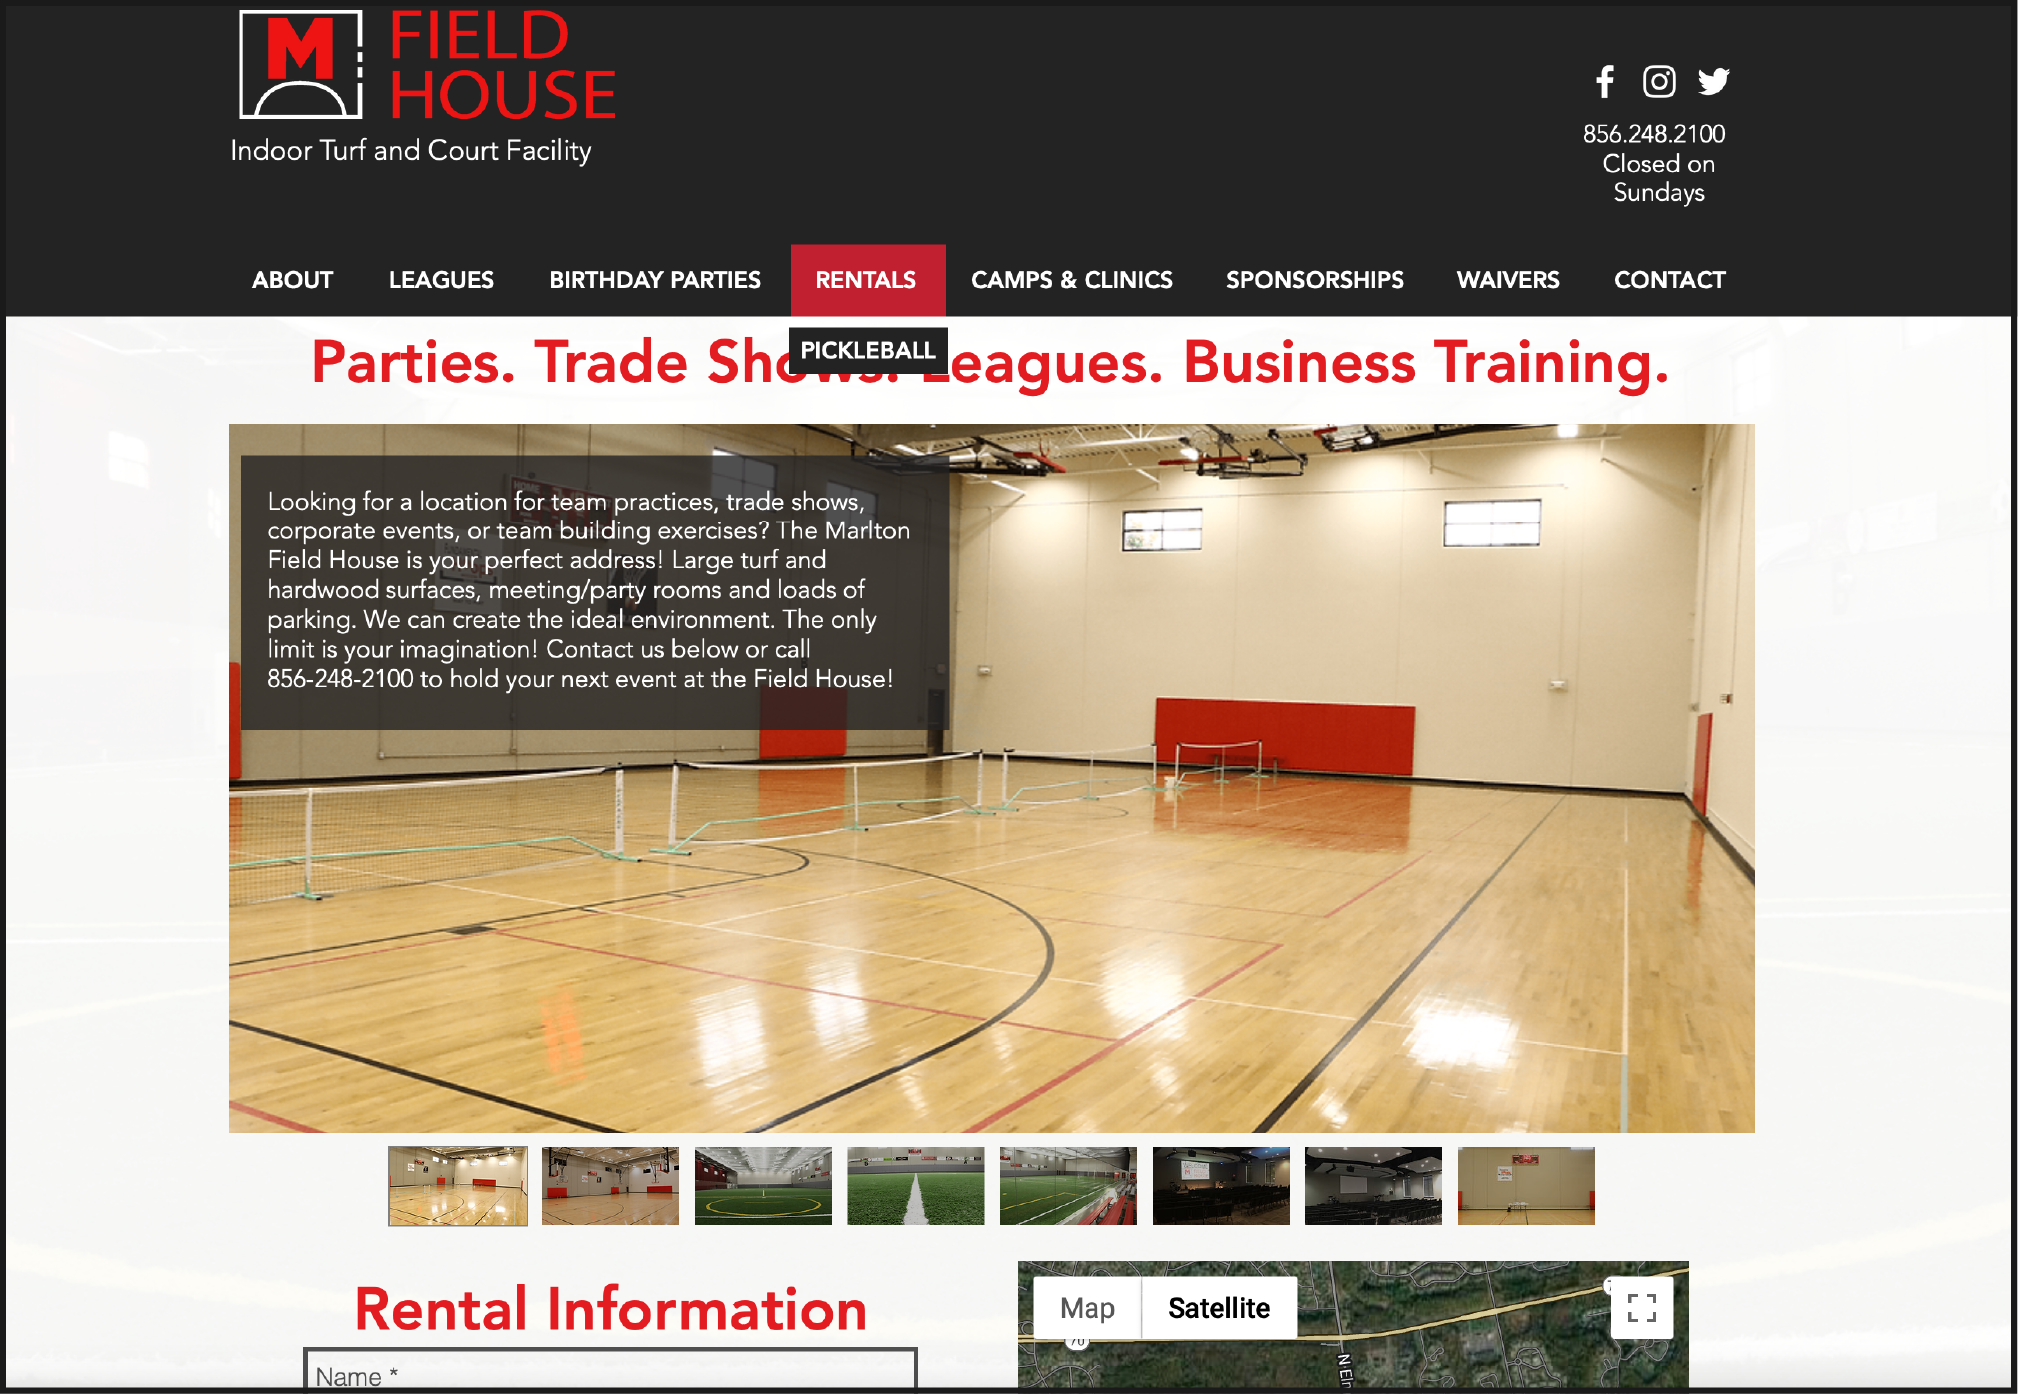 M FIELD
HOUSE
Indoor Turf and Court Facility
856.248.2100
Closed on
Sundays
ABOUT LEAGUES BIRTHDAY PARTIES RENTALS CAMPS & CLINICS SPONSORSHIPS WAIVERS CONTACT
PICKLEBALL
Parties. Trade Shows. Leagues. Business Training.
Looking for a location for team practices, trade shows,
corporate events, or team building exercises? The Marlton
Field House is your perfect address! Large turf and
hardwood surfaces, meeting/party rooms and loads of
parking. We can create the ideal environment. The only
limit is your imagination! Contact us below or call
856-248-2100 to hold your next event at the Field House!
HOME
Rental Information
Name *
Map Satellite
70